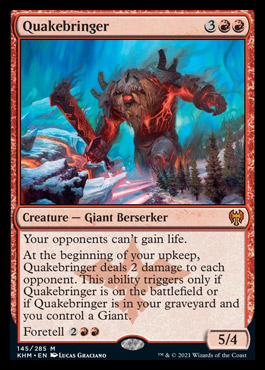 Quakebringer 3
Creature — Giant Berserker
Your opponents can't gain life.
At the beginning of your upkeep,
Quakebringer deals 2 damage to each
opponent. This ability triggers only if
Quakebringer is on the battlefield or
if Quakebringer is in your graveyard and
you control a Giant.
Foretell 2
5/4
145/285 M
KHM • EN Lucas Graciano
™ & © 2021 Wizards of the Coast